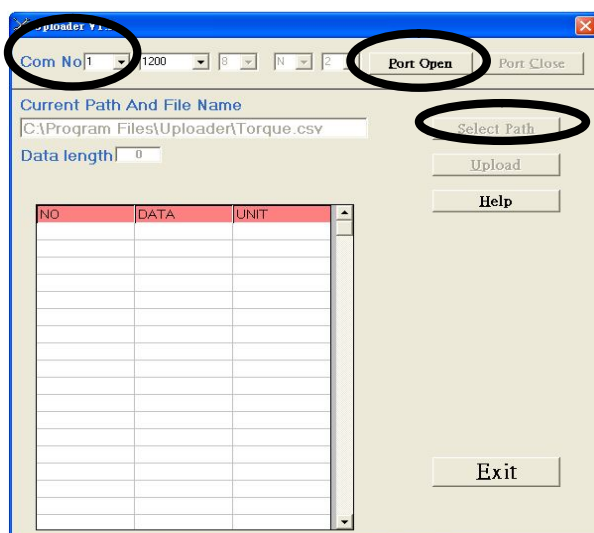 Uploader V1.
Com No 1 1200 8 N 2 Port Open Port Close
Current Path And File Name
C:\Program Files\Uploader\Torque.csv Select Path
Data length 0 Upload
Help
NO DATA UNIT
Exit